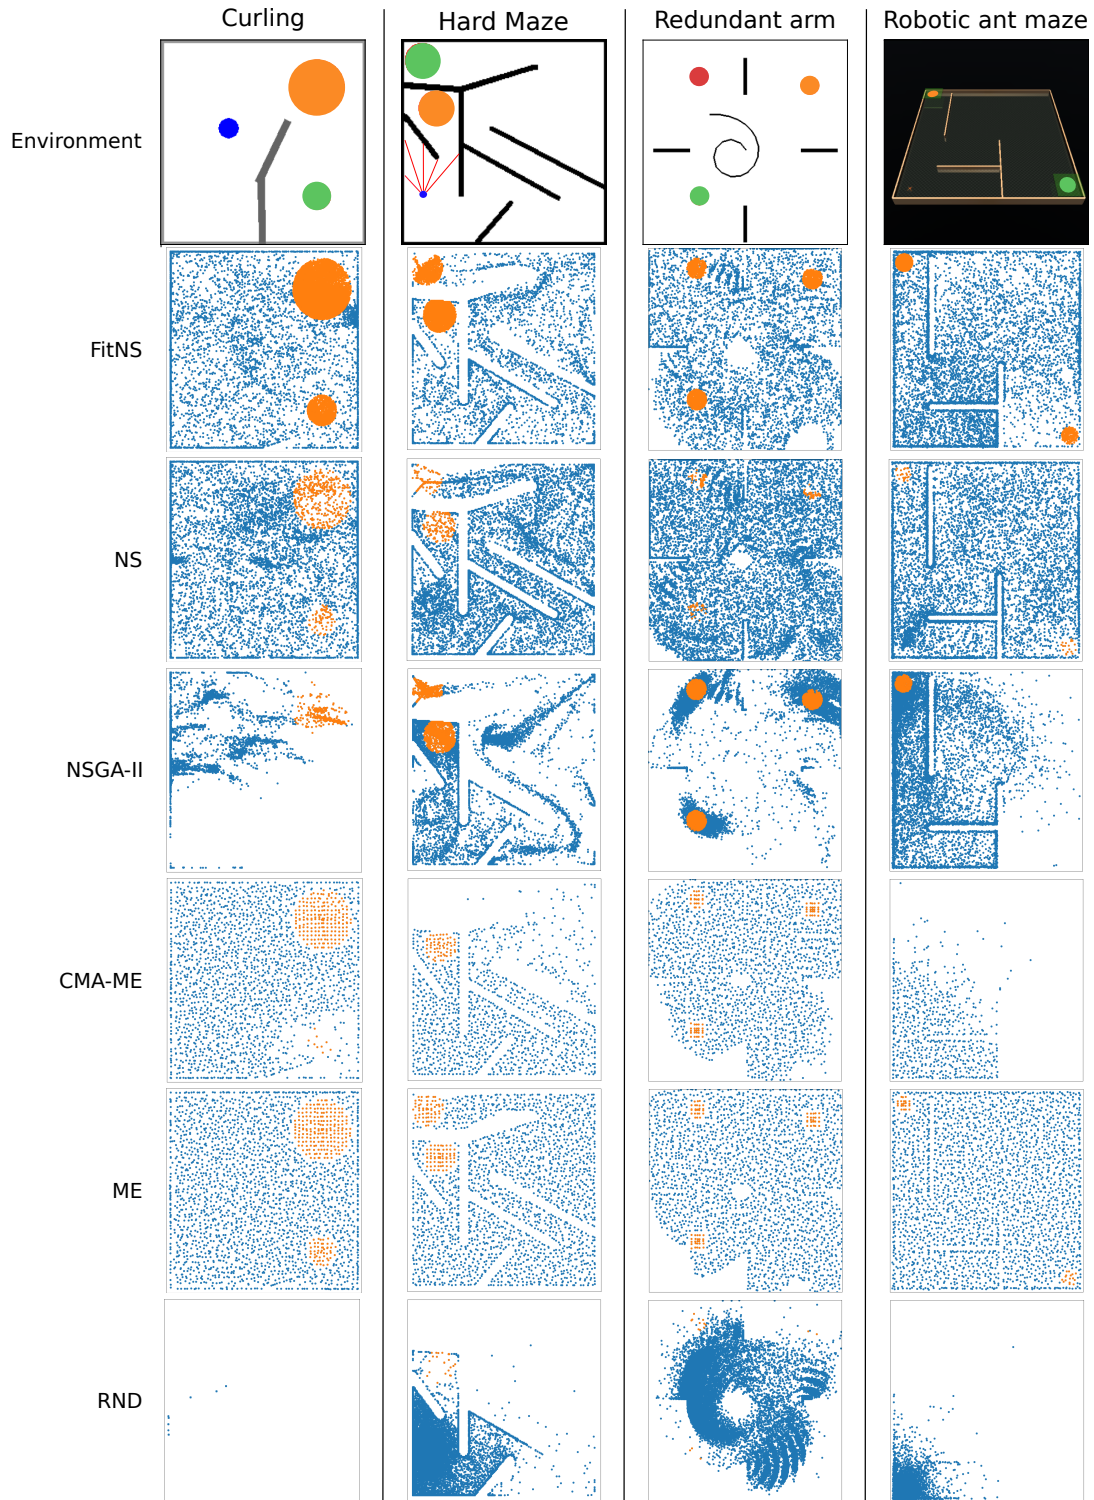 Curling
Hard Maze
Redundant arm
Robotic ant maze
Environment
FitNS
NS
NSGA-II
CMA-ME
ME
RND